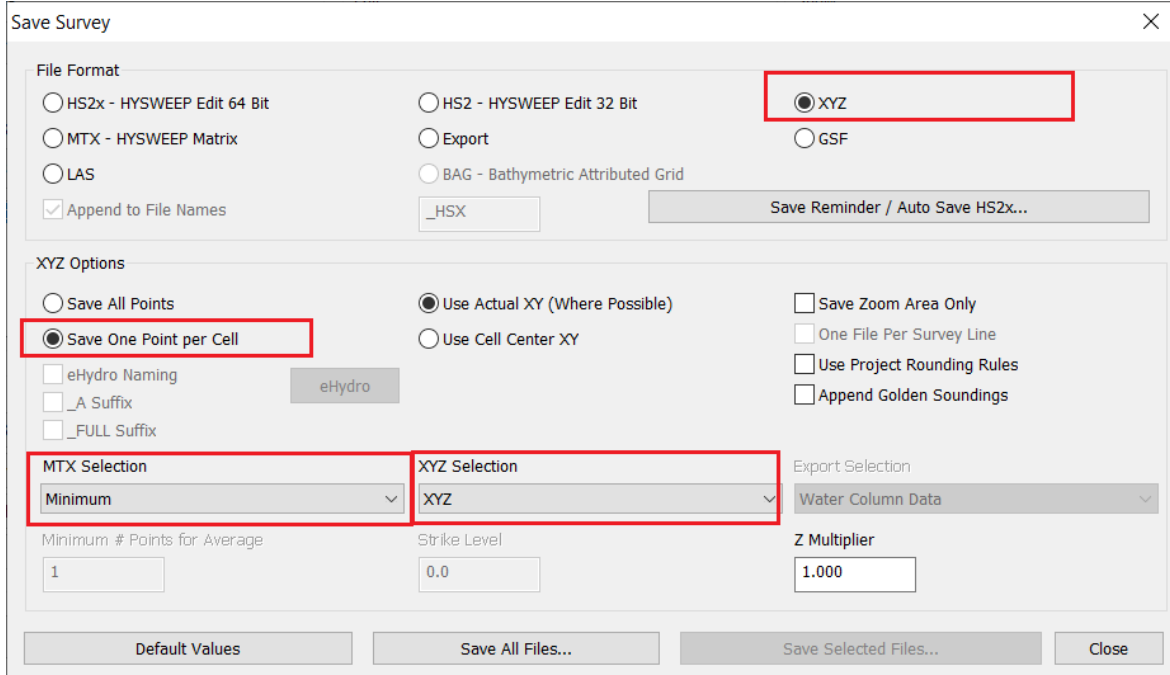 Save Survey
File Format
HS2x - HYSWEEP Edit 64 Bit
HS2 - HYSWEEP Edit 32 Bit
XYZ
MTX - HYSWEEP Matrix
Export
GSF
LAS
BAG - Bathymetric Attributed Grid
Append to File Names
_HSX
Save Reminder / Auto Save HS2x...
XYZ Options
Save All Points
Use Actual XY (Where Possible)
Save Zoom Area Only
Save One Point per Cell
Use Cell Center XY
One File Per Survey Line
eHydro Naming
eHydro
Use Project Rounding Rules
_A Suffix
Append Golden Soundings
_FULL Suffix
MTX Selection
XYZ Selection
Export Selection
Minimum
XYZ
Water Column Data
Minimum # Points for Average
Strike Level
Z Multiplier
1
0.0
1.000
Default Values
Save All Files...
Save Selected Files...
Close